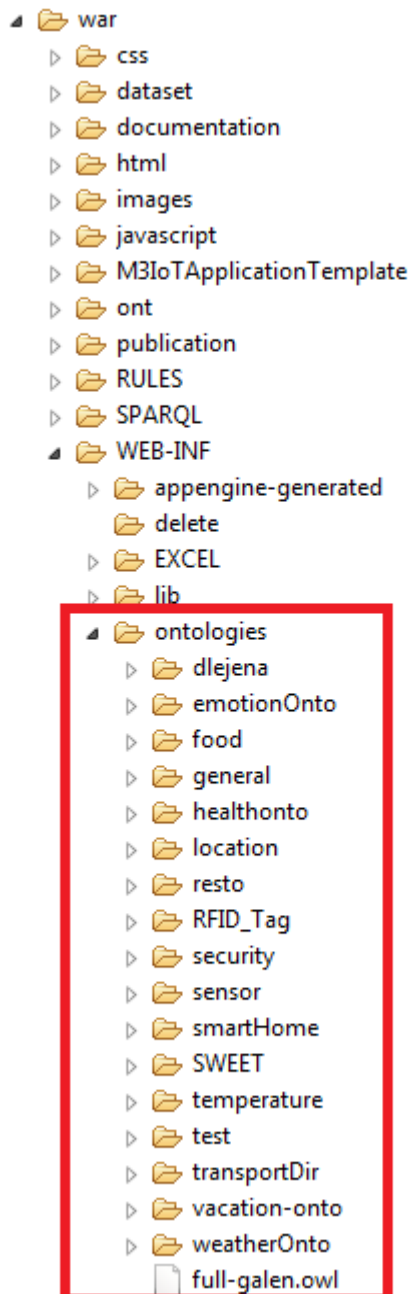 war
css
dataset
documentation
html
images
javascript
M3IoTApplicationTemplate
ont
publication
RULES
SPARQL
WEB-INF
appengine-generated
delete
EXCEL
lib
ontologies
dlejena
emotionOnto
food
general
healthonto
location
resto
RFID_Tag
security
sensor
smartHome
SWEET
temperature
test
transportDir
vacation-onto
weatherOnto
full-galen.owl